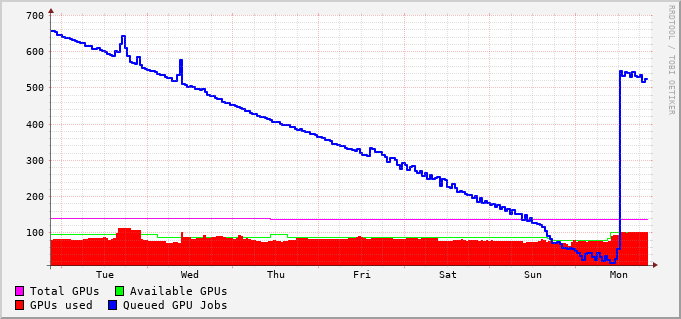 700
600
500
400
300
200
100
Tue Wed Thu Fri Sat Sun Mon
Total GPUs Available GPUs
GPUs used Queued GPU Jobs
RRDTOOL / TOBI OETIKER